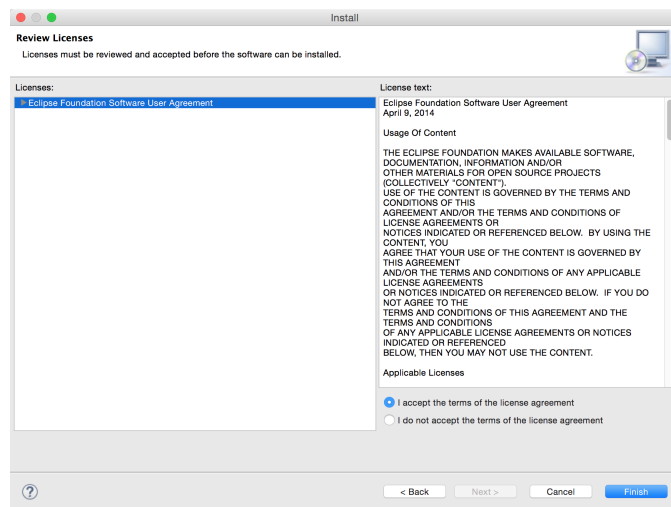 Install
Review Licenses
Licenses must be reviewed and accepted before the software can be installed.
Licenses:
Eclipse Foundation Software User Agreement
License text:
Eclipse Foundation Software User Agreement
April 9, 2014
Usage Of Content
THE ECLIPSE FOUNDATION MAKES AVAILABLE SOFTWARE,
DOCUMENTATION, INFORMATION AND/OR
OTHER MATERIALS FOR OPEN SOURCE PROJECTS
(COLLECTIVELY "CONTENT").
USE OF THE CONTENT IS GOVERNED BY THE TERMS AND
CONDITIONS OF THIS
AGREEMENT AND/OR THE TERMS AND CONDITIONS OF
LICENSE AGREEMENTS OR
NOTICES INDICATED OR REFERENCED BELOW.  BY USING THE
CONTENT, YOU
AGREE THAT YOUR USE OF THE CONTENT IS GOVERNED BY
THIS AGREEMENT
AND/OR THE TERMS AND CONDITIONS OF ANY APPLICABLE
LICENSE AGREEMENTS
OR NOTICES INDICATED OR REFERENCED BELOW.  IF YOU DO
NOT AGREE TO THE
TERMS AND CONDITIONS OF THIS AGREEMENT AND THE
TERMS AND CONDITIONS
OF ANY APPLICABLE LICENSE AGREEMENTS OR NOTICES
INDICATED OR REFERENCED
BELOW, THEN YOU MAY NOT USE THE CONTENT.
Applicable Licenses
I accept the terms of the license agreement
I do not accept the terms of the license agreement
?
< Back
Next >
Cancel
Finish